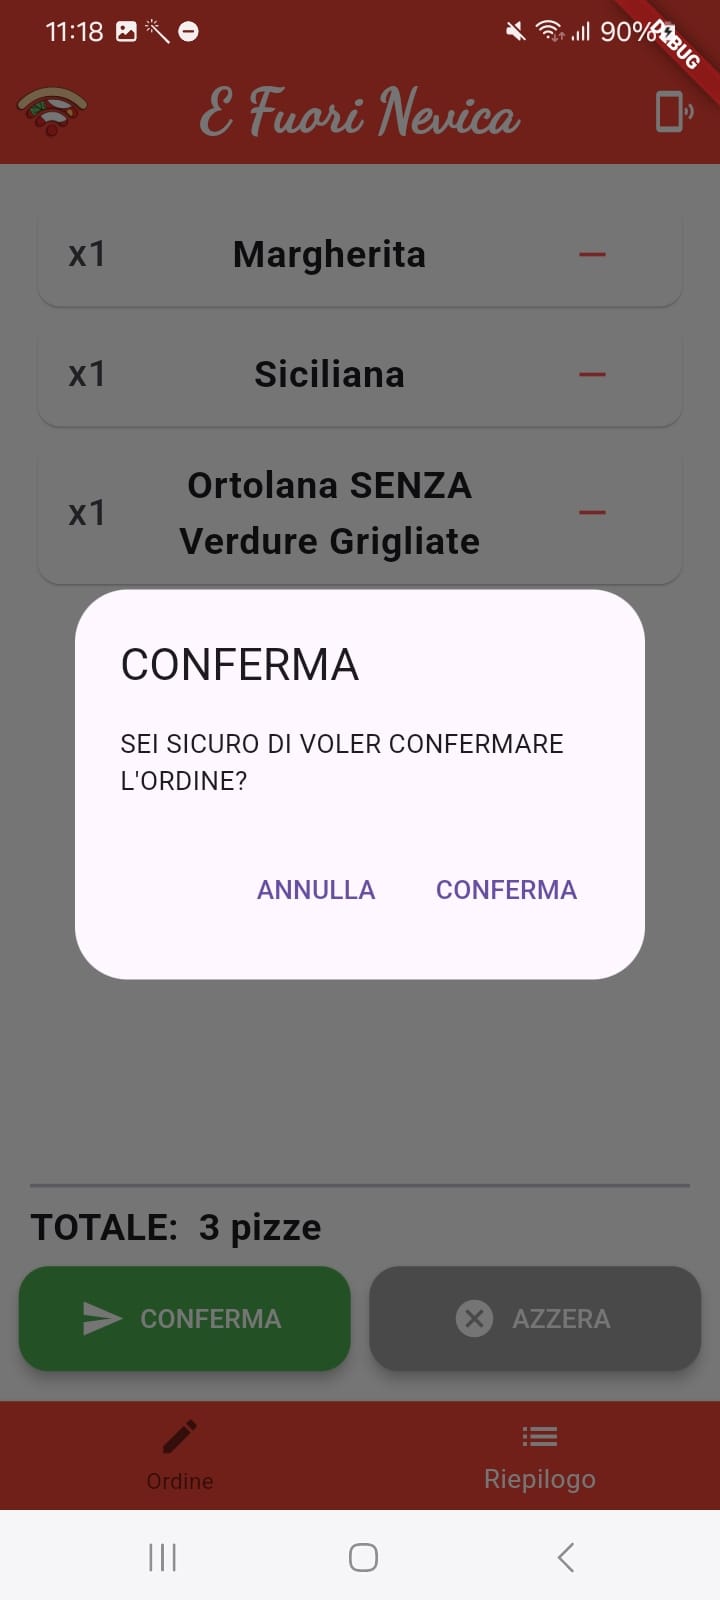 11:18
90%
DEBUG
E Fuori Nevica
x1 Margherita
x1 Siciliana
x1 Ortolana SENZA
Verdure Grigliate
CONFERMA
SEI SICURO DI VOLER CONFERMARE
L'ORDINE?
ANNULLA CONFERMA
TOTALE: 3 pizze
CONFERMA AZZERA
Ordine Riepilogo